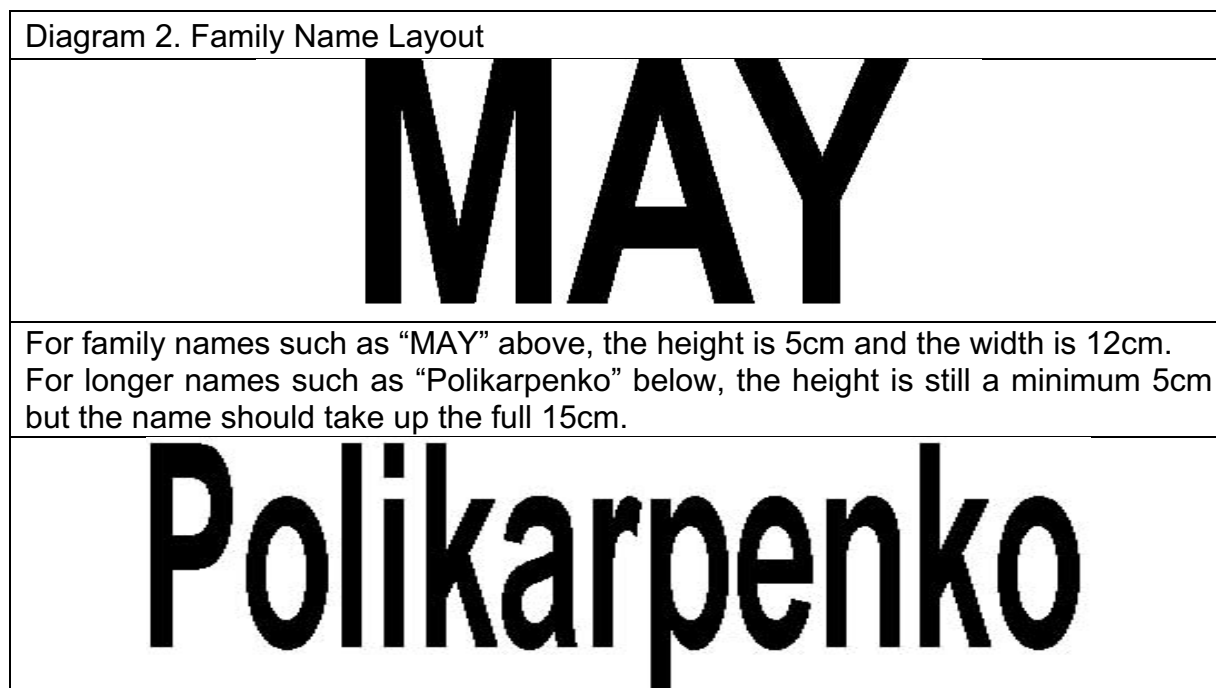 Diagram 2. Family Name Layout
MAY
For family names such as “MAY” above, the height is 5cm and the width is 12cm.
For longer names such as “Polikarpenko” below, the height is still a minimum 5cm
but the name should take up the full 15cm.
Polikarpenko